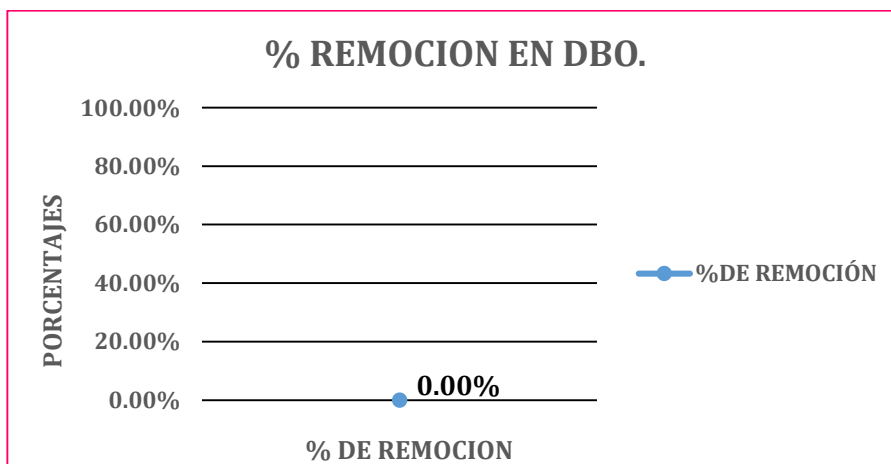 % REMOCION EN DBO.
PORCENTAJES
100.00%
80.00%
60.00%
40.00%
20.00%
0.00%
0.00%
% DE REMOCION
%DE REMOCIÓN